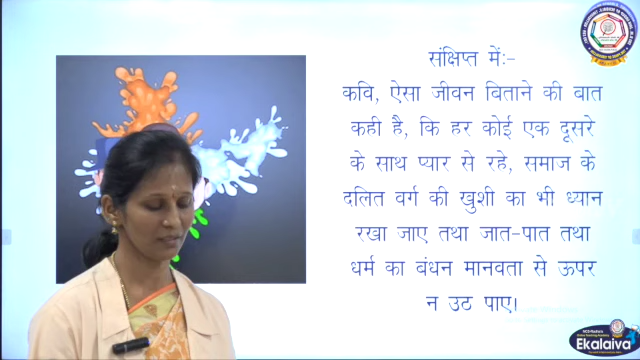 संक्षिप्त में:-
कवि, ऐसा जीवन बिताने की बात
कही है, कि हर कोई एक दूसरे
के साथ प्यार से रहे, समाज के
दलित वर्ग की खुशी का भी ध्यान
रखा जाए तथा जात-पात तथा
धर्म का बंधन मानवता से ऊपर
न उठ पाए।
Ekalaiva